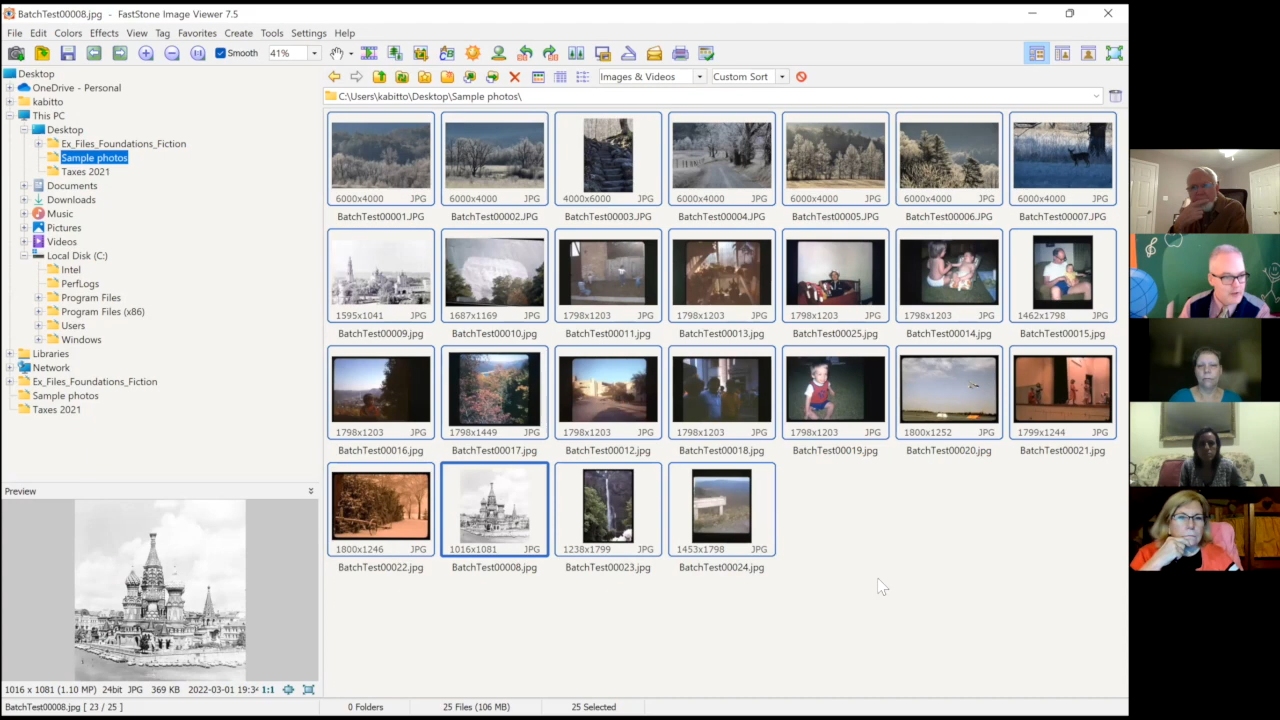 BatchTest00008.jpg - FastStone Image Viewer 7.5
File Edit Colors Effects View Tag Favorites Create Tools Settings Help
Smooth 41%
Images & Videos Custom Sort
C:\Users\kabitto\Desktop\Sample photos\
Desktop
OneDrive - Personal
kabitto
This PC
Desktop
Ex_Files_Foundations_Fiction
Sample photos
Taxes 2021
Documents
Downloads
Music
Pictures
Videos
Local Disk (C:)
Intel
PerfLogs
Program Files
Program Files (x86)
Users
Windows
Libraries
Network
Ex_Files_Foundations_Fiction
Sample photos
Taxes 2021
6000x4000 JPG 6000x4000 JPG 4000x6000 JPG 6000x4000 JPG 6000x4000 JPG 6000x4000 JPG 6000x4000 JPG
BatchTest00001.JPG BatchTest00002.JPG BatchTest00003.JPG BatchTest00004.JPG BatchTest00005.JPG BatchTest00006.JPG BatchTest00007.JPG
1595x1041 JPG 1687x1169 JPG 1798x1203 JPG 1798x1203 JPG 1798x1203 JPG 1798x1203 JPG 1462x1798 JPG
BatchTest00009.jpg BatchTest00010.jpg BatchTest00011.jpg BatchTest00013.jpg BatchTest00025.jpg BatchTest00014.jpg BatchTest00015.jpg
1798x1203 JPG 1798x1449 JPG 1798x1203 JPG 1798x1203 JPG 1798x1203 JPG 1800x1252 JPG 1799x1244 JPG
BatchTest00016.jpg BatchTest00017.jpg BatchTest00012.jpg BatchTest00018.jpg BatchTest00019.jpg BatchTest00020.jpg BatchTest00021.jpg
1800x1246 JPG 1016x1081 JPG 1238x1799 JPG 1453x1798 JPG
BatchTest00022.jpg BatchTest00008.jpg BatchTest00023.jpg BatchTest00024.jpg
Preview
1016 x 1081 (1.10 MP) 24bit JPG 369 KB 2022-03-01 19:34 1:1
BatchTest00008.jpg [ 23 / 25 ] 0 Folders 25 Files (106 MB) 25 Selected